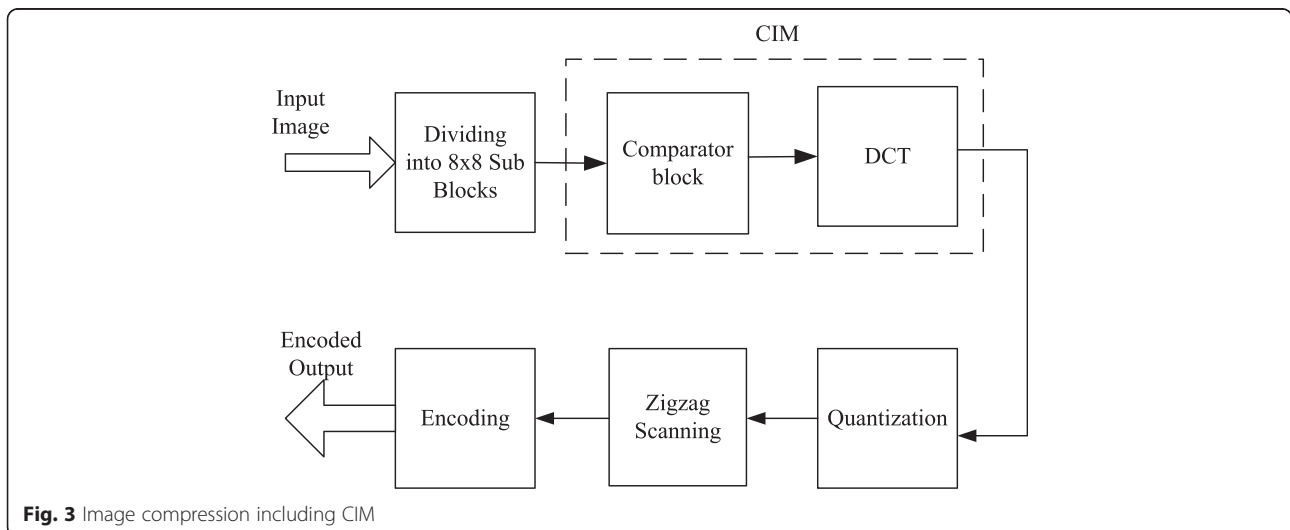 CIM
Input
Image
Dividing
into 8x8 Sub
Blocks
Comparator
block
DCT
Encoded
Output
Encoding
Zigzag
Scanning
Quantization
Fig. 3 Image compression including CIM